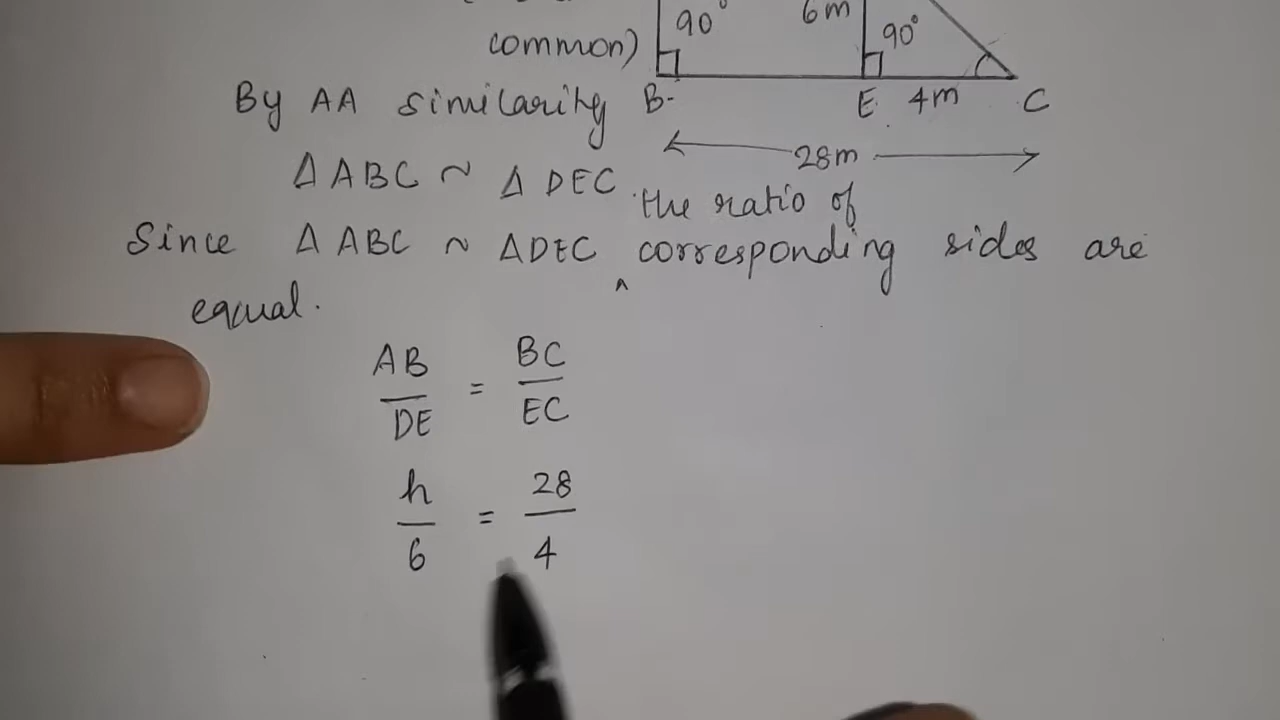 90°
6m
90°
common)
By AA similarity
B
E
4m
C
28m
Δ ABC ~ Δ DEC
the ratio of
Since Δ ABC ~ ΔDEC ^ corresponding sides are
equal.
AB/DE = BC/EC
h/6 = 28/4